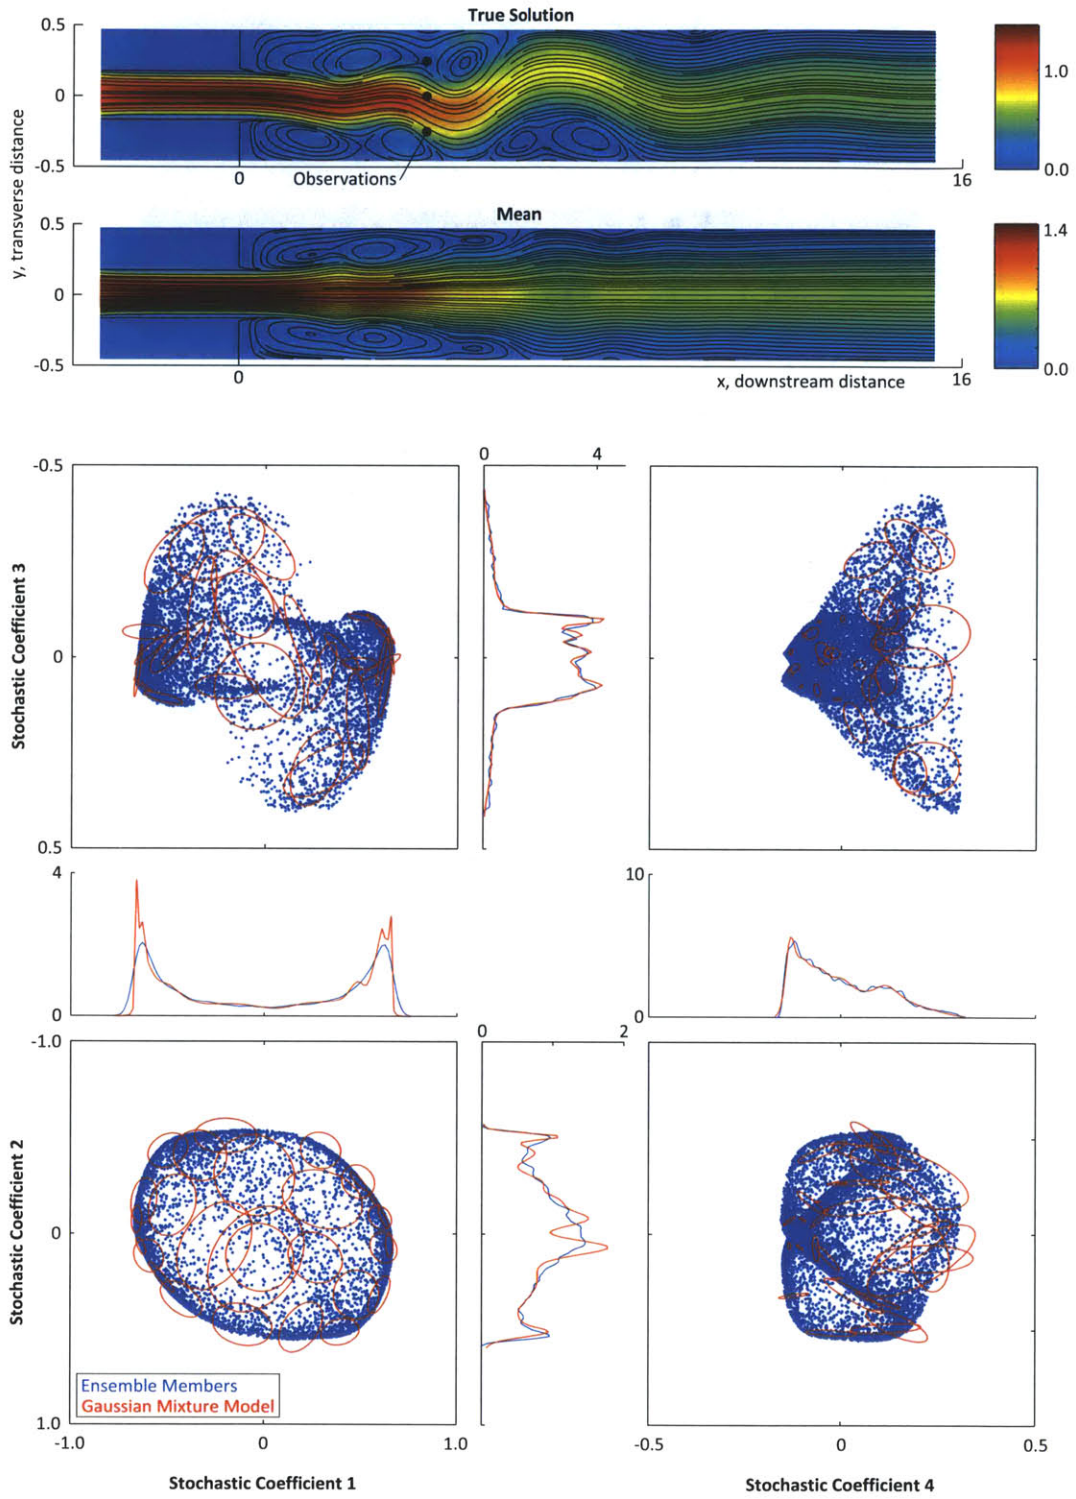 True Solution
0.5
0
-0.5
1.0
0.0
0
Observations
16
y, transverse distance
Mean
0.5
0
-0.5
1.4
0.0
0
x, downstream distance
16
-0.5
0
0.5
Stochastic Coefficient 3
0 4
4
0
10
0
-1.0
0
1.0
Stochastic Coefficient 2
0 2
Ensemble Members
Gaussian Mixture Model
-1.0 0 1.0
-0.5 0 0.5
Stochastic Coefficient 1
Stochastic Coefficient 4